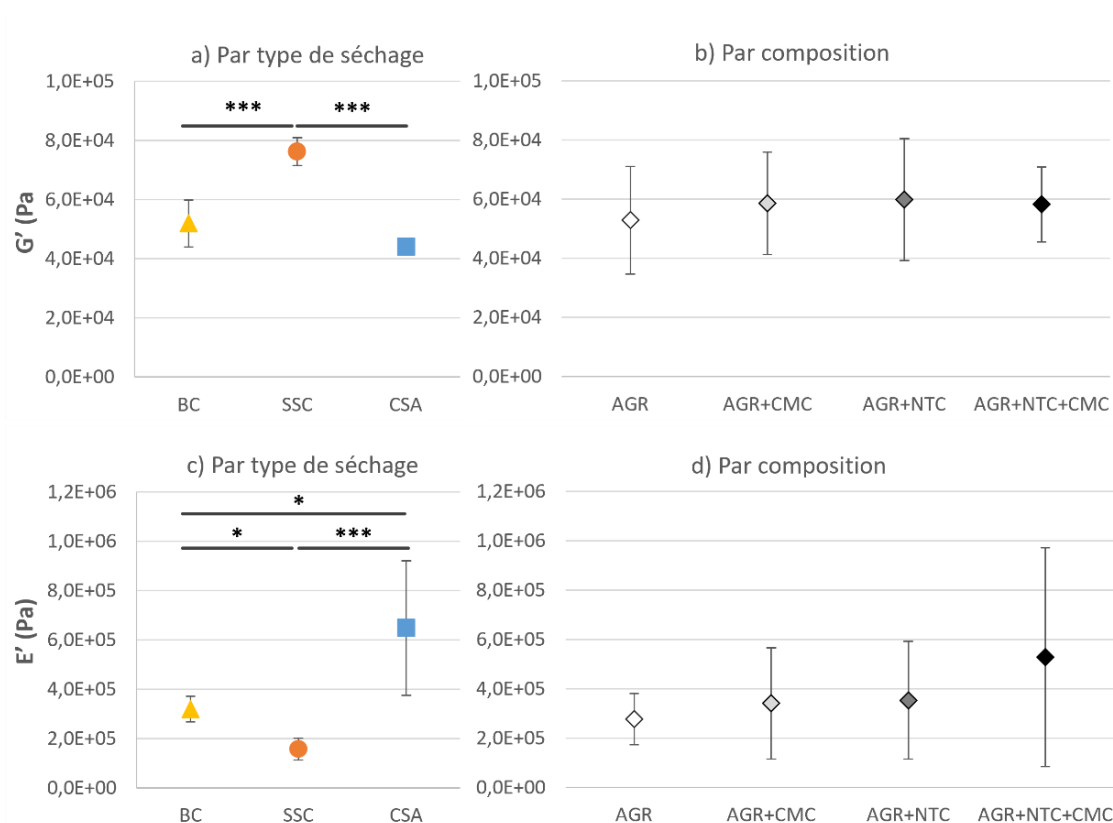 a) Par type de séchage
1,0E+05
8,0E+04
6,0E+04
4,0E+04
2,0E+04
0,0E+00
G’ (Pa
***
***
BC SSC CSA
b) Par composition
1,0E+05
8,0E+04
6,0E+04
4,0E+04
2,0E+04
0,0E+00
AGR AGR+CMC AGR+NTC AGR+NTC+CMC
c) Par type de séchage
1,2E+06
1,0E+06
8,0E+05
6,0E+05
4,0E+05
2,0E+05
0,0E+00
E’ (Pa)
*
*
***
BC SSC CSA
d) Par composition
1,2E+06
1,0E+06
8,0E+05
6,0E+05
4,0E+05
2,0E+05
0,0E+00
AGR AGR+CMC AGR+NTC AGR+NTC+CMC